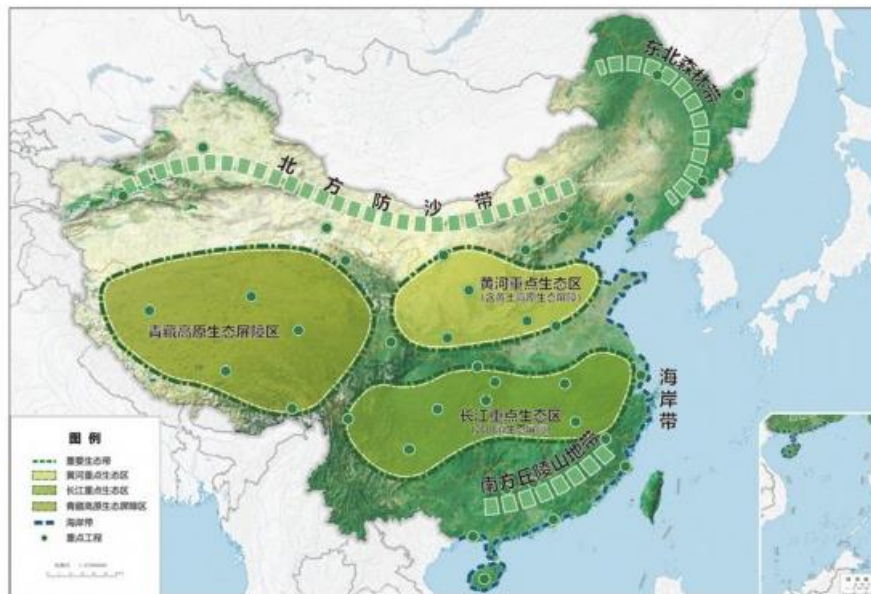 东北森林带
北方防沙带
黄河重点生态区
(含黄土高原生态屏障)
青藏高原生态屏障区
海岸带
长江重点生态区
南方丘陵山地带
图例
重要生态带
黄河重点生态区
长江重点生态区
青藏高原生态屏障区
海岸带
重点工程